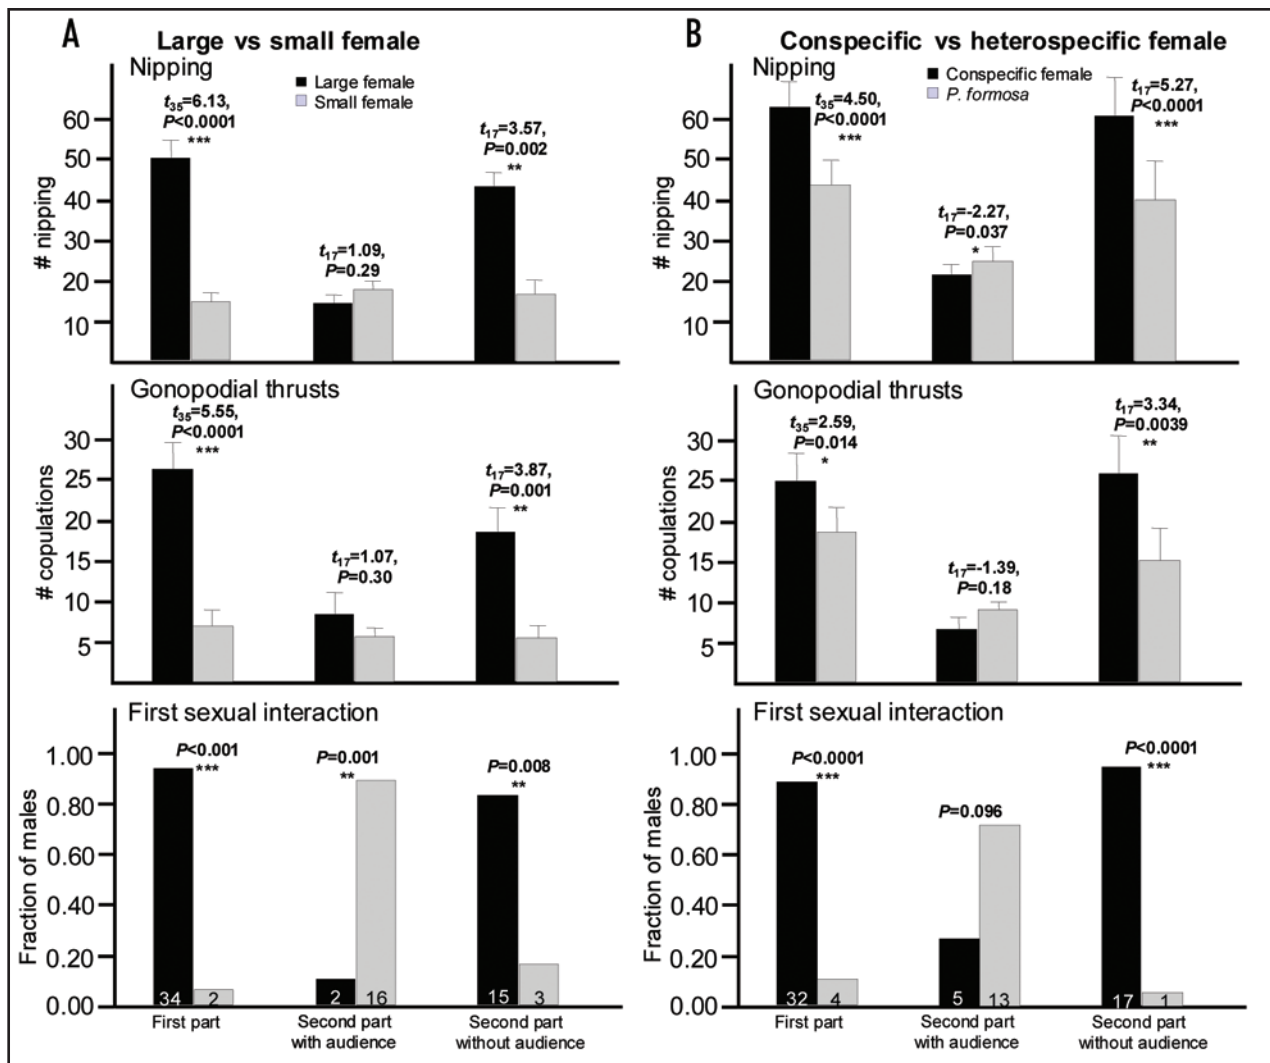 A
Large vs small female
Nipping
Large female
Small female
t35=6.13,
P<0.0001
***
t17=1.09,
P=0.29
t17=3.57,
P=0.002
**
# nipping
60
50
40
30
20
10
Gonopodial thrusts
t35=5.55,
P<0.0001
***
t17=1.07,
P=0.30
t17=3.87,
P=0.001
**
# copulations
30
25
20
15
10
5
First sexual interaction
P<0.001
***
P=0.001
**
P=0.008
**
Fraction of males
1.00
0.80
0.60
0.40
0.20
0.00
34
2
2
16
15
3
First part
Second part
with audience
Second part
without audience
B
Conspecific vs heterospecific female
Nipping
Conspecific female
P. formosa
t35=4.50,
P<0.0001
***
t17=-2.27,
P=0.037
*
t17=5.27,
P<0.0001
***
# nipping
60
50
40
30
20
10
Gonopodial thrusts
t35=2.59,
P=0.014
*
t17=-1.39,
P=0.18
t17=3.34,
P=0.0039
**
# copulations
30
25
20
15
10
5
First sexual interaction
P<0.0001
***
P=0.096
P<0.0001
***
Fraction of males
1.00
0.80
0.60
0.40
0.20
0.00
32
4
5
13
17
1
First part
Second part
with audience
Second part
without audience